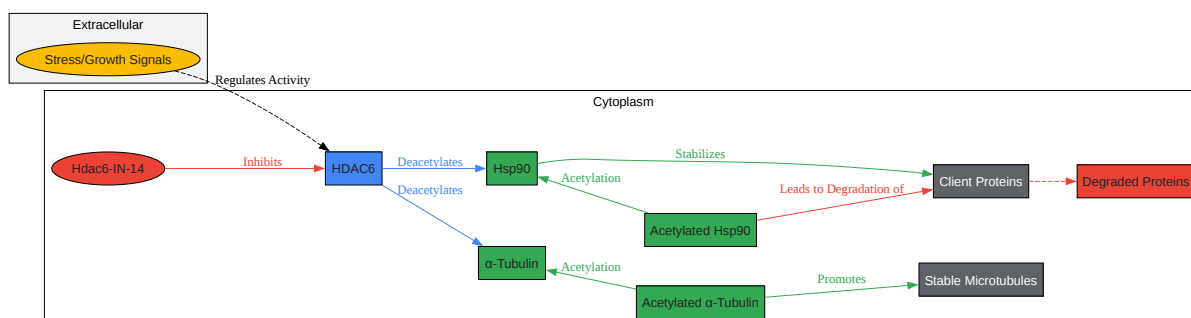 Extracellular
Stress/Growth Signals
Regulates Activity
Cytoplasm
Hdac6-IN-14
Inhibits
HDAC6
Deacetylates
Deacetylates
Hsp90
Stabilizes
Acetylation
Leads to Degradation of
Client Proteins
Degraded Proteins
Acetylated Hsp90
α-Tubulin
Acetylation
Promotes
Stable Microtubules
Acetylated α-Tubulin